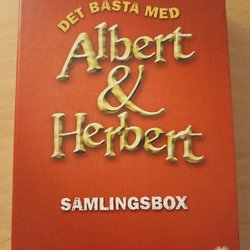 DET BÄSTA MED
Albert
&
Herbert
SAMLINGSBOX